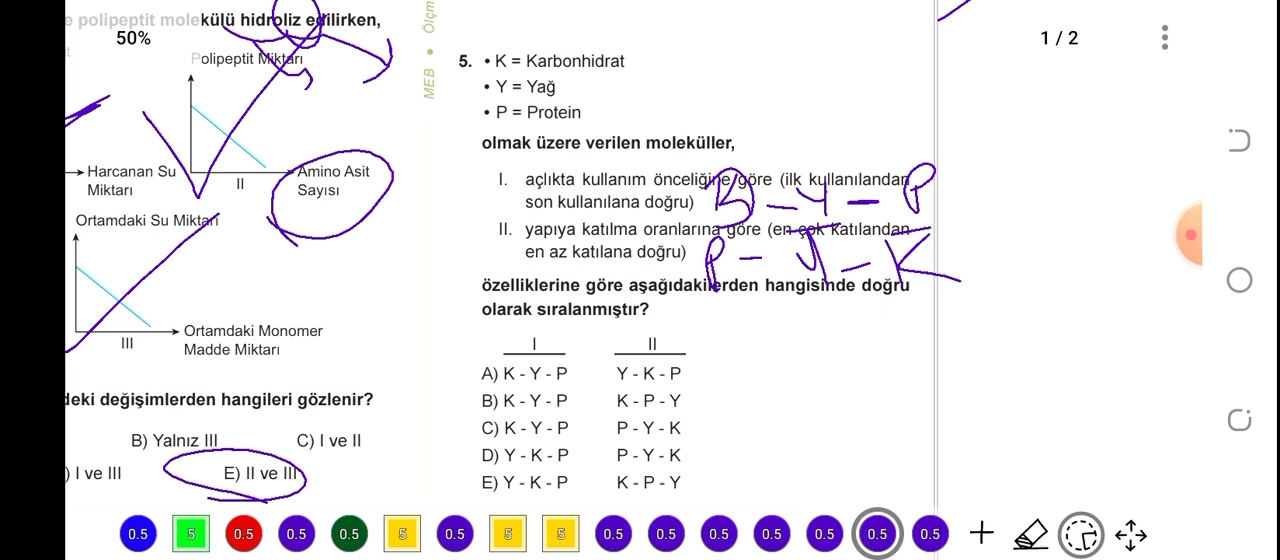 e polipeptit molekülü hidroliz edilirken,
50%
t
Polipeptit Miktarı
Harcanan Su
Miktarı
II
Amino Asit
Sayısı
Ortamdaki Su Miktarı
III
Ortamdaki Monomer
Madde Miktarı
deki değişimlerden hangileri gözlenir?
B) Yalnız III
C) I ve II
) I ve III
E) II ve III
MEB • Ölçm
1 / 2
5. • K = Karbonhidrat
• Y = Yağ
• P = Protein
olmak üzere verilen moleküller,
I. açlıkta kullanım önceliğine göre (ilk kullanılandan
son kullanılana doğru)
- Y - P
II. yapıya katılma oranlarına göre (en çok katılandan
en az katılana doğru)
P - Y - K
özelliklerine göre aşağıdakilerden hangisinde doğru
olarak sıralanmıştır?
I II
A) K - Y - P Y - K - P
B) K - Y - P K - P - Y
C) K - Y - P P - Y - K
D) Y - K - P P - Y - K
E) Y - K - P K - P - Y
0.5 5 0.5 0.5 0.5 5 0.5 5 5 0.5 0.5 0.5 0.5 0.5 0.5 0.5